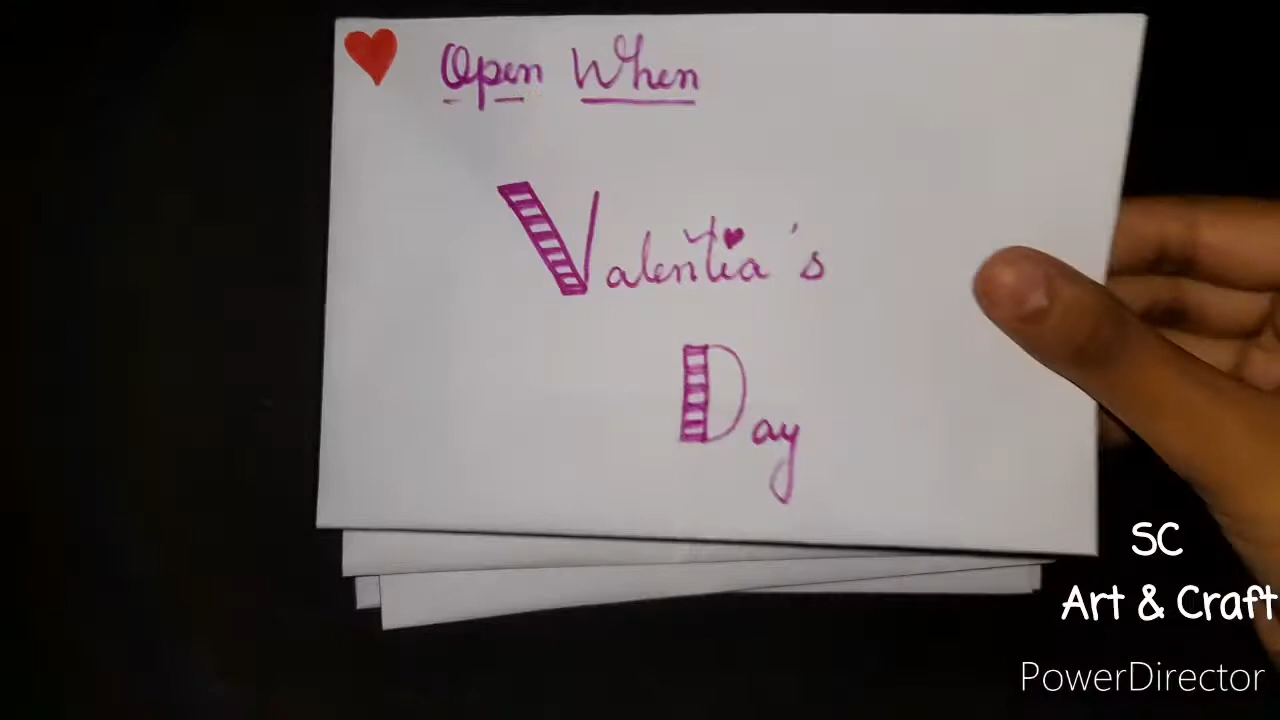 Open When
Valentia's
Day
SC
Art & Craft
PowerDirector